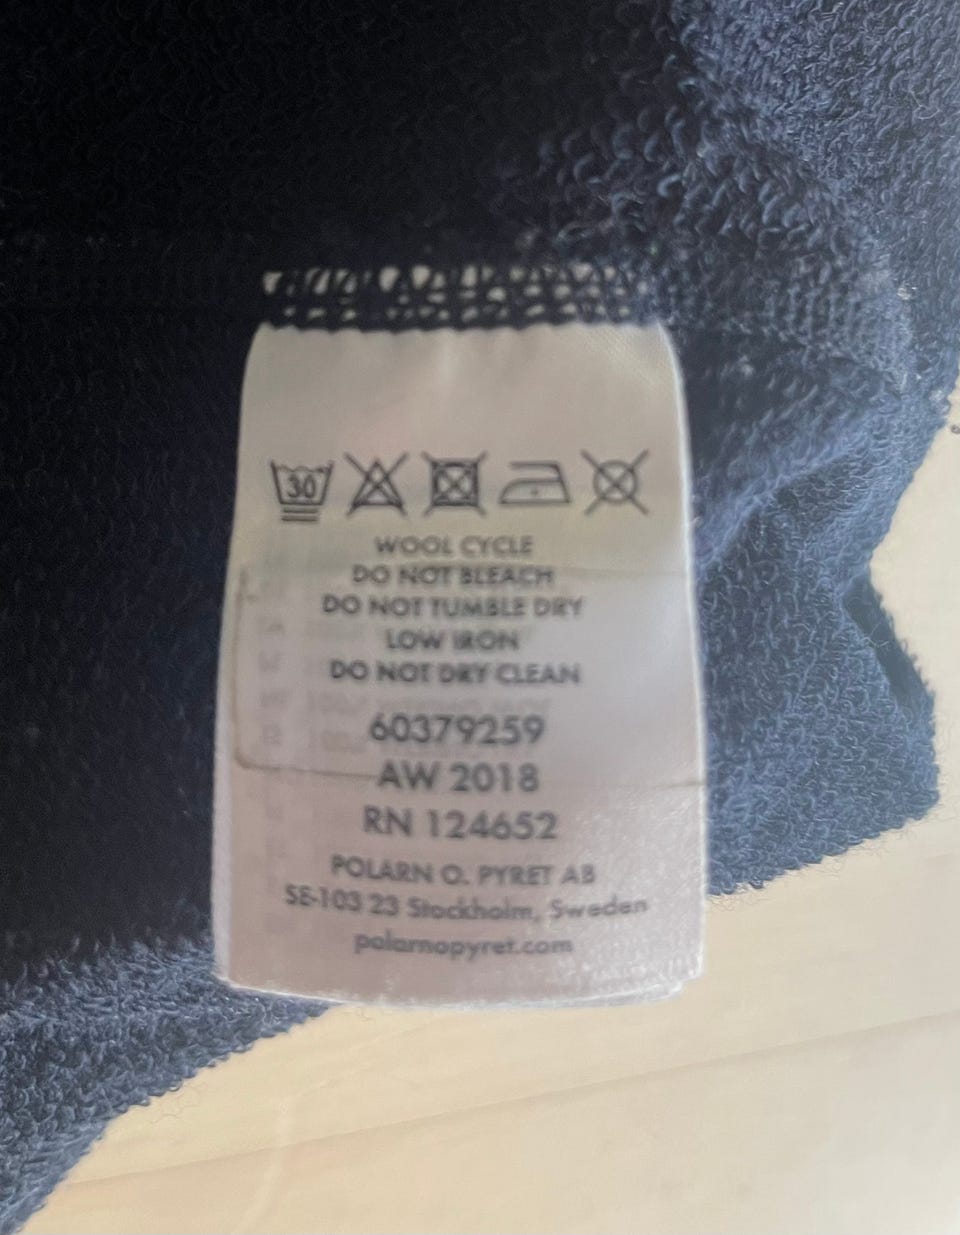 30
WOOL CYCLE
DO NOT BLEACH
DO NOT TUMBLE DRY
LOW IRON
DO NOT DRY CLEAN
60379259
AW 2018
RN 124652
POLARN O. PYRET AB
SE-103 23 Stockholm, Sweden
polarnopyret.com